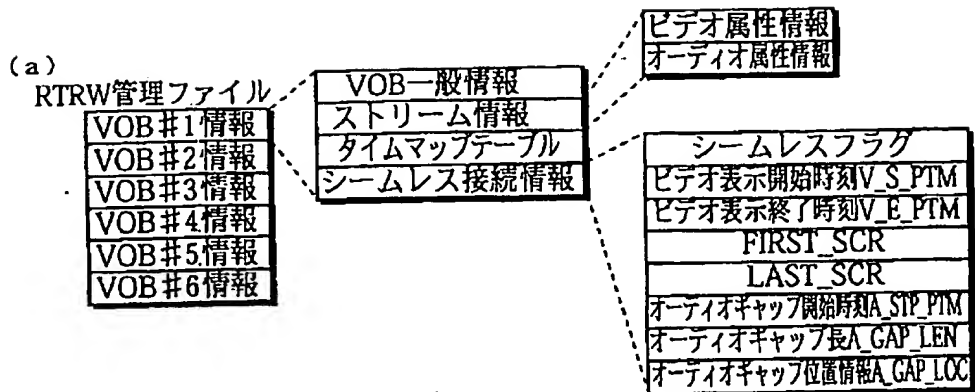 (a)
RTRW管理ファイル
VOB#1情報
VOB#2情報
VOB#3情報
VOB#4情報
VOB#5情報
VOB#6情報
VOB一般情報
ストリーム情報
タイムマップテーブル
シームレス接続情報
ビデオ属性情報
オーディオ属性情報
シームレスフラグ
ビデオ表示開始時刻V_S_PTM
ビデオ表示終了時刻V_E_PTM
FIRST_SCR
LAST_SCR
オーディオギャップ開始時刻A_STP_PTM
オーディオギャップ長A_GAP_LEN
オーディオギャップ位置情報A_GAP_LOC